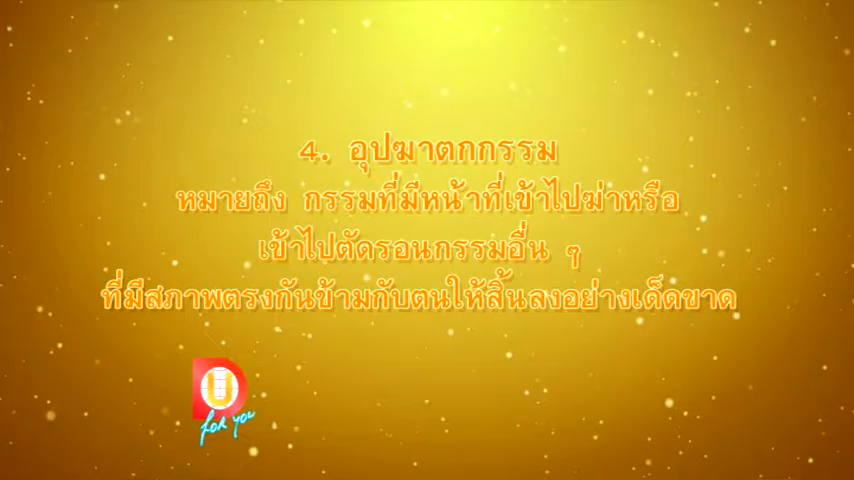 4. อุปฆาตกกรรม
หมายถึง กรรมที่มีหน้าที่เข้าไปฆ่าหรือ
เข้าไปตัดรอนกรรมอื่น ๆ
ที่มีสภาพตรงกันข้ามกับตนให้สิ้นลงอย่างเด็ดขาด
DU
for you